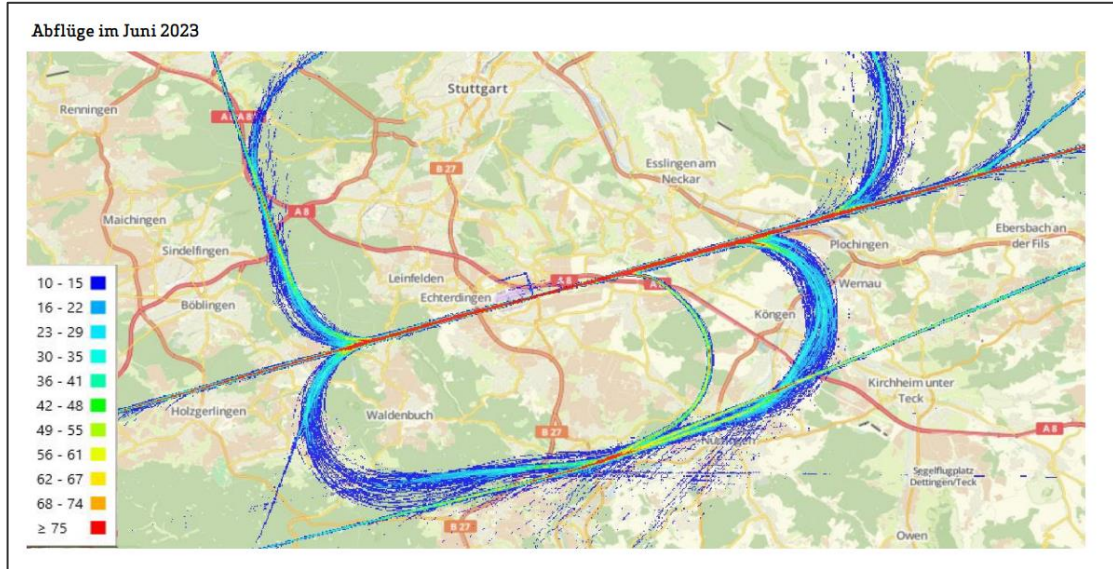 Abflüge im Juni 2023
Stuttgart
Renningen
A 8
B 27
Esslingen am
Neckar
Maichingen
A 8
Plochingen
Ebersbach an
der Fils
Sindelfingen
Leinfelden
A 8
Wernau
Echterdingen
Böblingen
Köngen
Kirchheim unter
Teck
Holzgerlingen
Waldenbuch
B 27
A 8
Nürtingen
Segelflugplatz
Dettingen/Teck
B 27
Owen
10 - 15
16 - 22
23 - 29
30 - 35
36 - 41
42 - 48
49 - 55
56 - 61
62 - 67
68 - 74
≥ 75